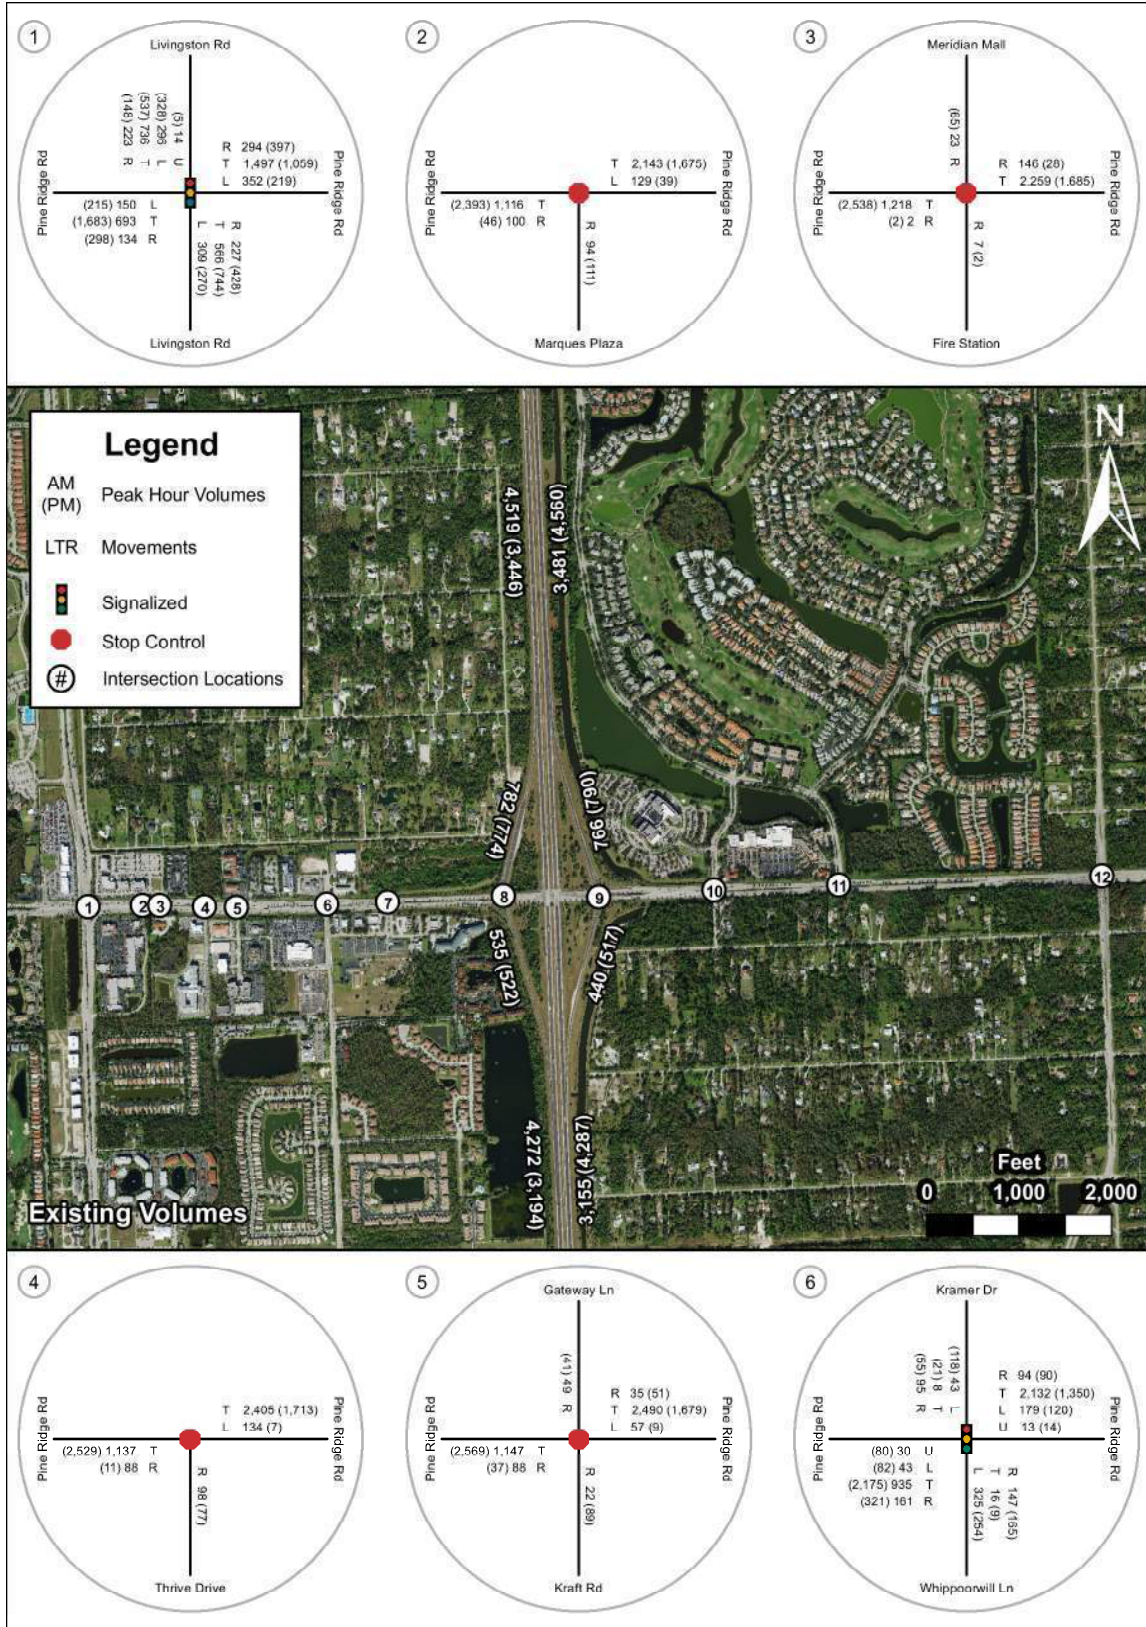 1
Livingston Rd
(148) 223 R
(537) 736 T
(328) 296 L
(5) 14 U
R 294 (397)
T 1,497 (1,059)
L 352 (219)
Pine Ridge Rd
Pine Ridge Rd
(215) 150 L
(1,683) 693 T
(298) 134 R
L 309 (270)
T 566 (744)
R 227 (428)
Livingston Rd
2
T 2,143 (1,675)
L 129 (39)
Pine Ridge Rd
Pine Ridge Rd
(2,393) 1,116 T
(46) 100 R
R 94 (111)
Marques Plaza
3
Meridian Mall
(65) 23 R
R 146 (28)
T 2.259 (1.685)
Pine Ridge Rd
Pine Ridge Rd
(2,538) 1,218 T
(2) 2 R
R 7 (2)
Fire Station
Legend
AM
(PM) Peak Hour Volumes
LTR Movements
Signalized
Stop Control
# Intersection Locations
N
4,519 (3,446)
3,481 (4,560)
782 (774)
766 (790)
1
2
3
4
5
6
7
8
9
10
11
12
535 (522)
440 (517)
4,272 (3,194)
3,155 (4,287)
Existing Volumes
Feet
0 1,000 2,000
4
T 2,405 (1,713)
L 134 (7)
Pine Ridge Rd
Pine Ridge Rd
(2,529) 1,137 T
(11) 88 R
R 98 (77)
Thrive Drive
5
Gateway Ln
(41) 49 R
R 35 (51)
T 2,490 (1,679)
L 57 (9)
Pine Ridge Rd
Pine Ridge Rd
(2,569) 1,147 T
(37) 88 R
R 22 (89)
Kraft Rd
6
Kramer Dr
(55) 95 R
(21) 8 T
(118) 43 L
R 94 (90)
T 2,132 (1,350)
L 179 (120)
U 13 (14)
Pine Ridge Rd
Pine Ridge Rd
(80) 30 U
(82) 43 L
(2,175) 935 T
(321) 161 R
L 325 (254)
T 16 (9)
R 147 (165)
Whippoorwill Ln